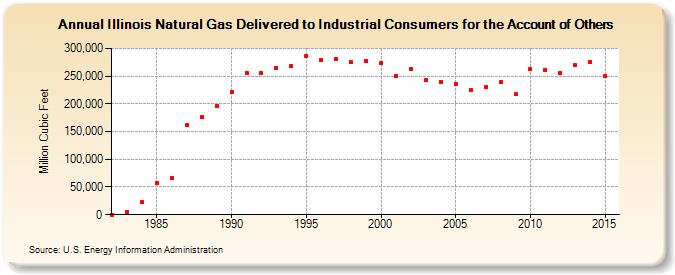 Annual Illinois Natural Gas Delivered to Industrial Consumers for the Account of Others
Million Cubic Feet
300,000
250,000
200,000
150,000
100,000
50,000
0
1985 1990 1995 2000 2005 2010 2015
Source: U.S. Energy Information Administration